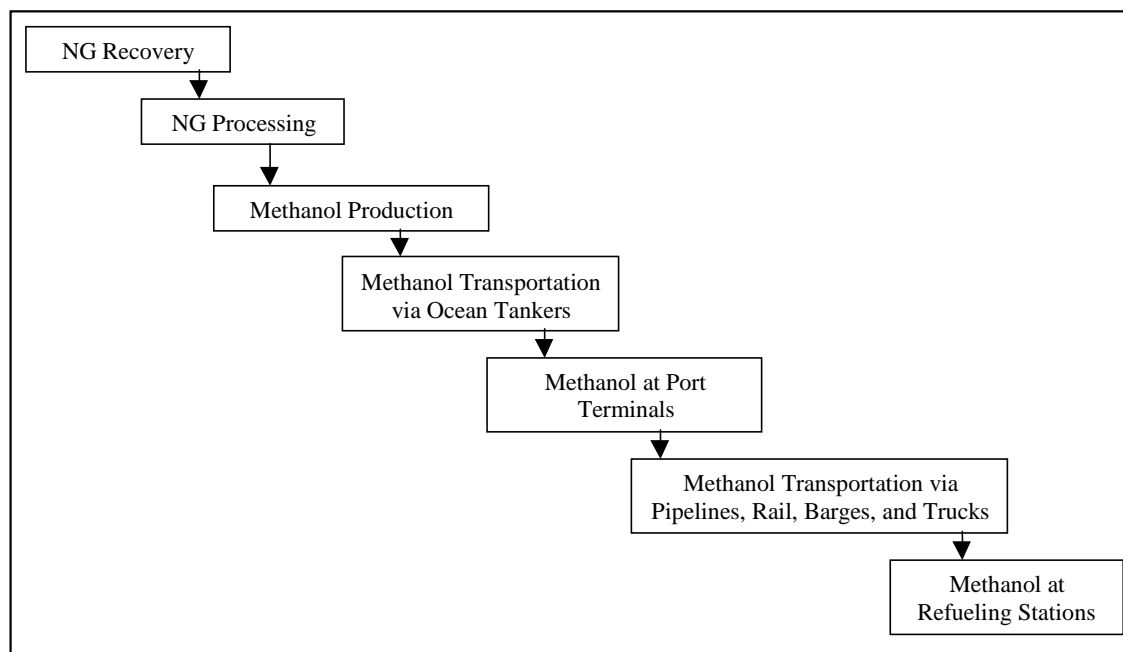 NG Recovery
NG Processing
Methanol Production
Methanol Transportation
via Ocean Tankers
Methanol at Port
Terminals
Methanol Transportation via
Pipelines, Rail, Barges, and Trucks
Methanol at
Refueling Stations